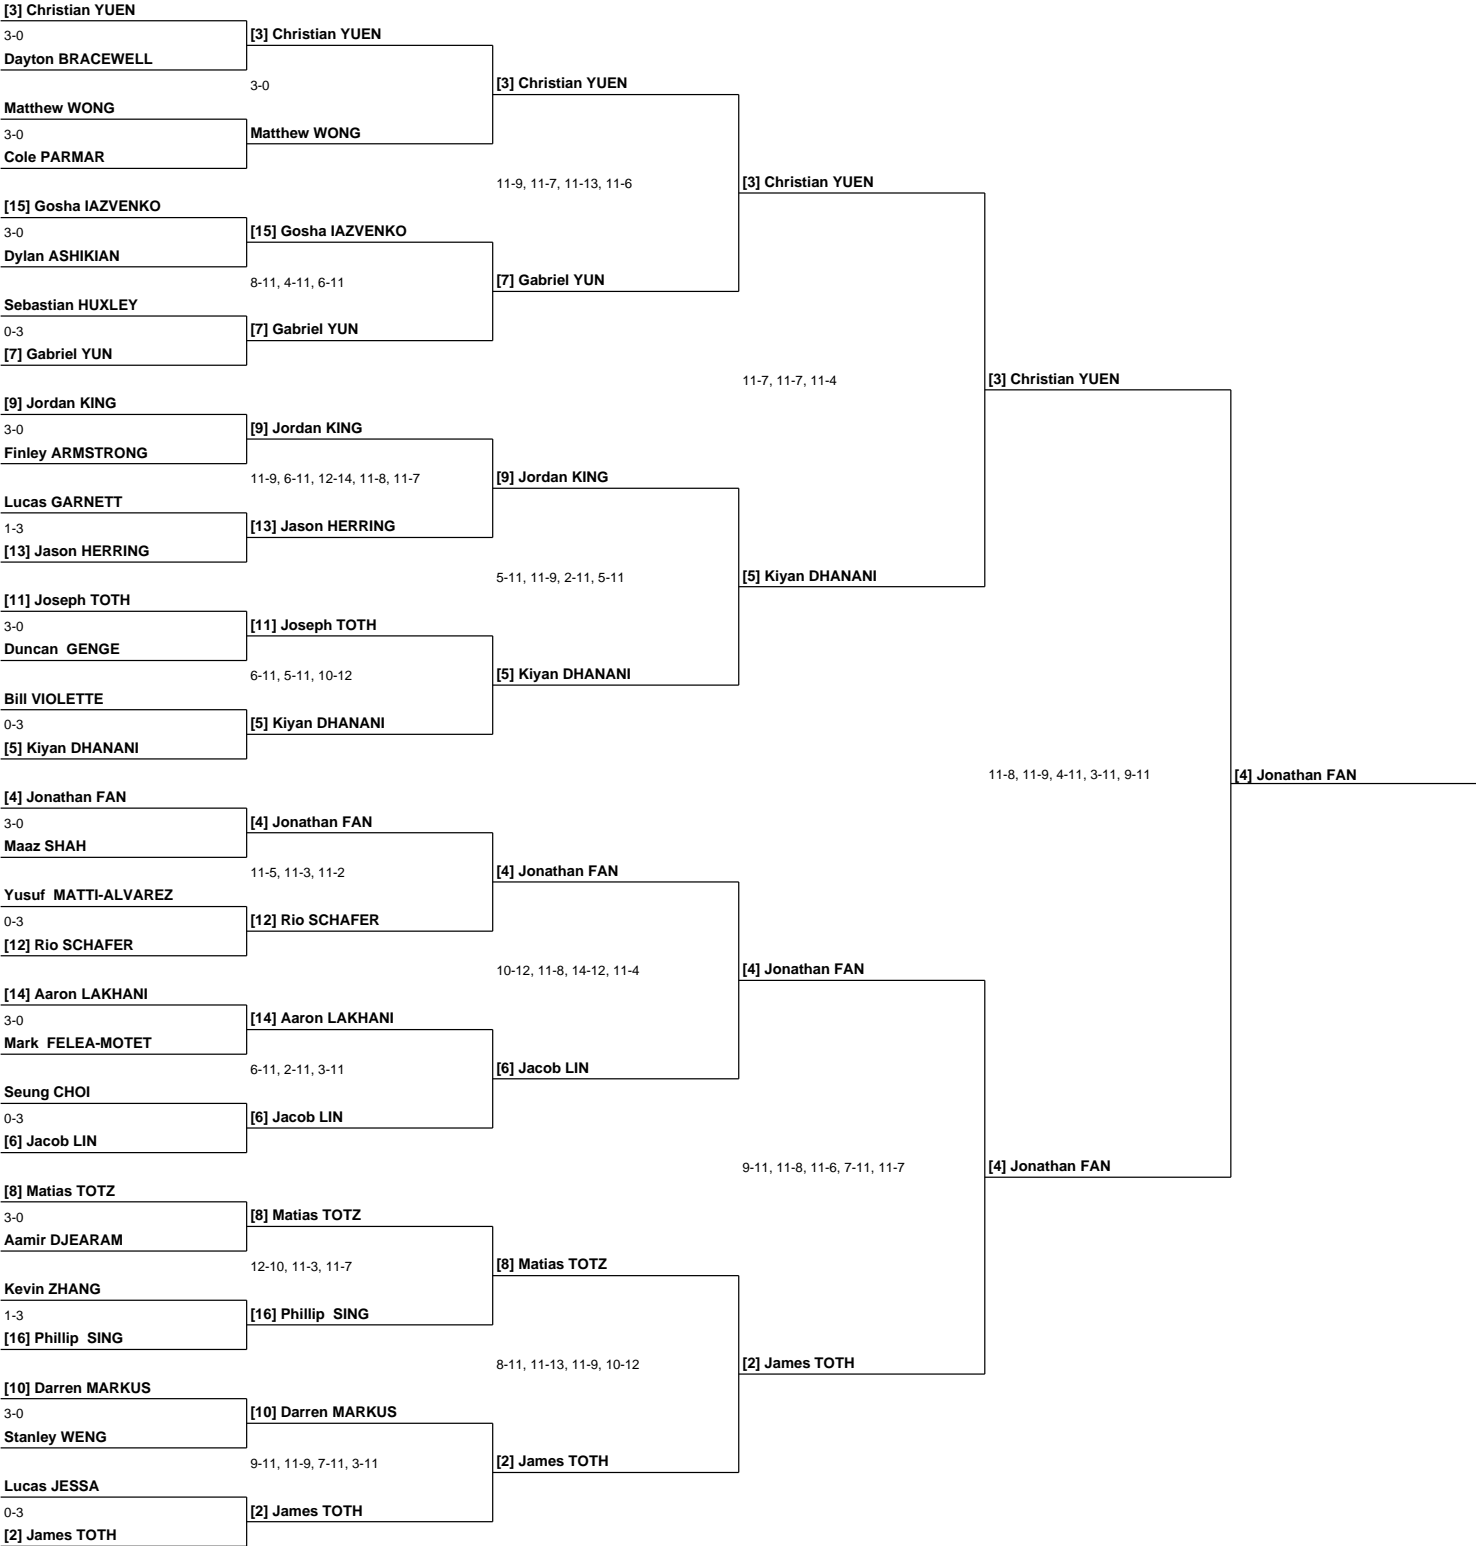 [3] Christian YUEN
3-0
Dayton BRACEWELL
Matthew WONG
3-0
Cole PARMAR
[15] Gosha IAZVENKO
3-0
Dylan ASHIKIAN
Sebastian HUXLEY
0-3
[7] Gabriel YUN
[9] Jordan KING
3-0
Finley ARMSTRONG
Lucas GARNETT
1-3
[13] Jason HERRING
[11] Joseph TOTH
3-0
Duncan GENGE
Bill VIOLETTE
0-3
[5] Kiyan DHANANI
[4] Jonathan FAN
3-0
Maaz SHAH
Yusuf MATTI-ALVAREZ
0-3
[12] Rio SCHAFER
[14] Aaron LAKHANI
3-0
Mark FELEA-MOTET
Seung CHOI
0-3
[6] Jacob LIN
[8] Matias TOTZ
3-0
Aamir DJEARAM
Kevin ZHANG
1-3
[16] Phillip SING
[10] Darren MARKUS
3-0
Stanley WENG
Lucas JESSA
0-3
[2] James TOTH
[3] Christian YUEN
3-0
Matthew WONG
[15] Gosha IAZVENKO
8-11, 4-11, 6-11
[7] Gabriel YUN
[9] Jordan KING
11-9, 6-11, 12-14, 11-8, 11-7
[13] Jason HERRING
[11] Joseph TOTH
6-11, 5-11, 10-12
[5] Kiyan DHANANI
[4] Jonathan FAN
11-5, 11-3, 11-2
[12] Rio SCHAFER
[14] Aaron LAKHANI
6-11, 2-11, 3-11
[6] Jacob LIN
[8] Matias TOTZ
12-10, 11-3, 11-7
[16] Phillip SING
[10] Darren MARKUS
9-11, 11-9, 7-11, 3-11
[2] James TOTH
[3] Christian YUEN
11-9, 11-7, 11-13, 11-6
[7] Gabriel YUN
[9] Jordan KING
5-11, 11-9, 2-11, 5-11
[5] Kiyan DHANANI
[4] Jonathan FAN
10-12, 11-8, 14-12, 11-4
[6] Jacob LIN
[8] Matias TOTZ
8-11, 11-13, 11-9, 10-12
[2] James TOTH
[3] Christian YUEN
11-7, 11-7, 11-4
[5] Kiyan DHANANI
[4] Jonathan FAN
9-11, 11-8, 11-6, 7-11, 11-7
[2] James TOTH
[3] Christian YUEN
11-8, 11-9, 4-11, 3-11, 9-11
[4] Jonathan FAN
[4] Jonathan FAN